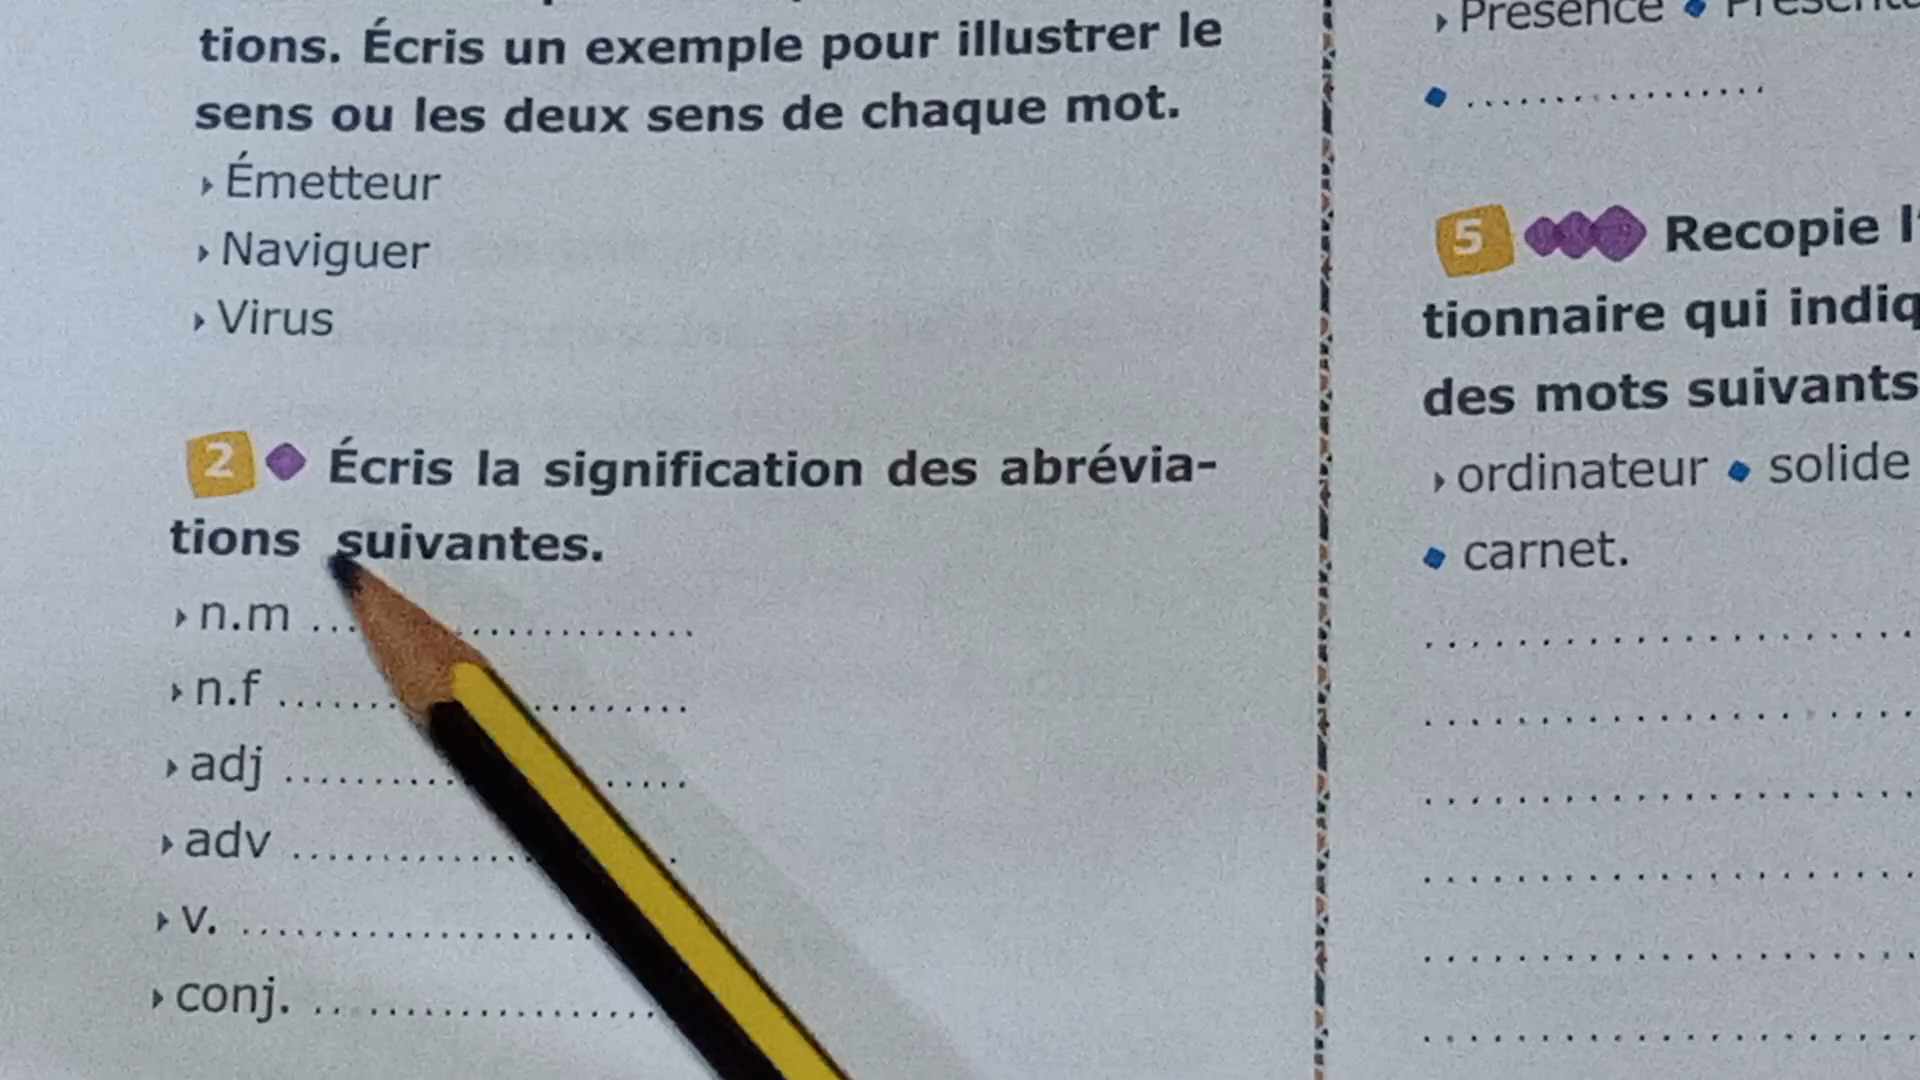 tions. Écris un exemple pour illustrer le
sens ou les deux sens de chaque mot.
Émetteur
Naviguer
Virus
2 Écris la signification des abrévia-
tions suivantes.
n.m ...................
n.f ...................
adj ...................
adv ...................
v. ...................
conj. ...................
Présence
...................
5 Recopie l'
tionnaire qui indiq
des mots suivants
ordinateur • solide
• carnet.